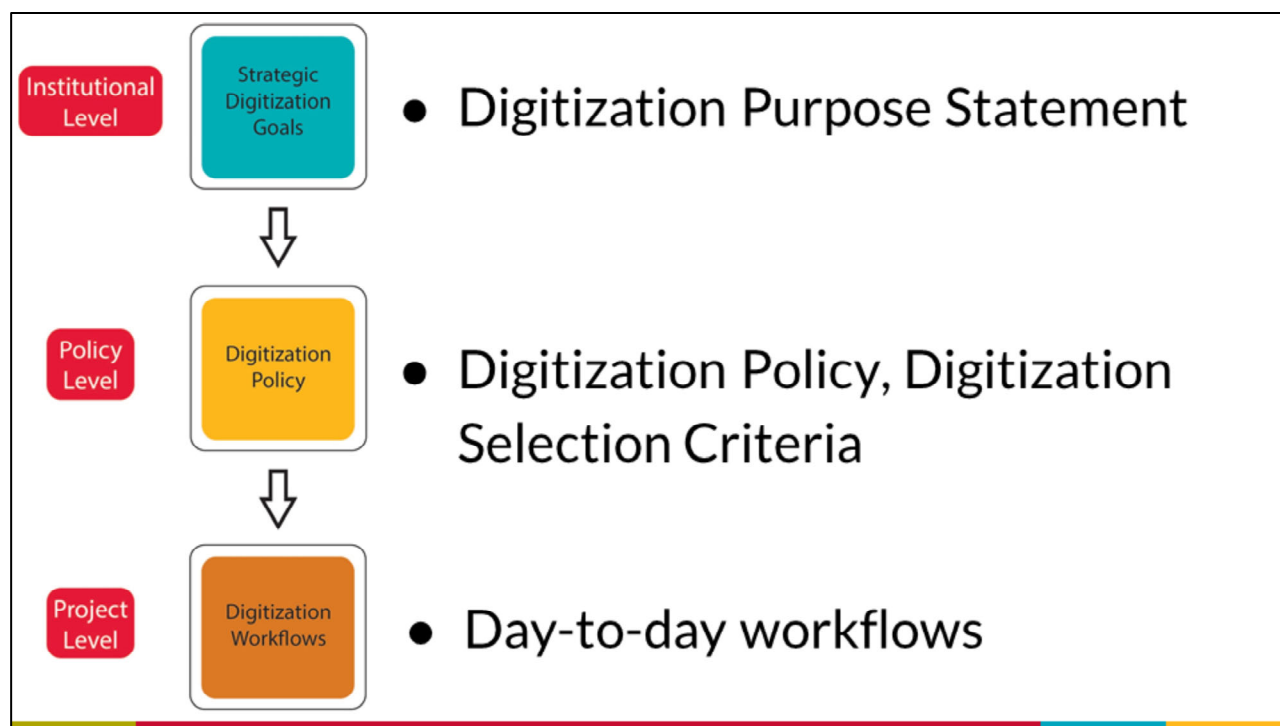 Institutional
Level
Strategic
Digitization
Goals
● Digitization Purpose Statement
Policy
Level
Digitization
Policy
● Digitization Policy, Digitization
Selection Criteria
Project
Level
Digitization
Workflows
● Day-to-day workflows